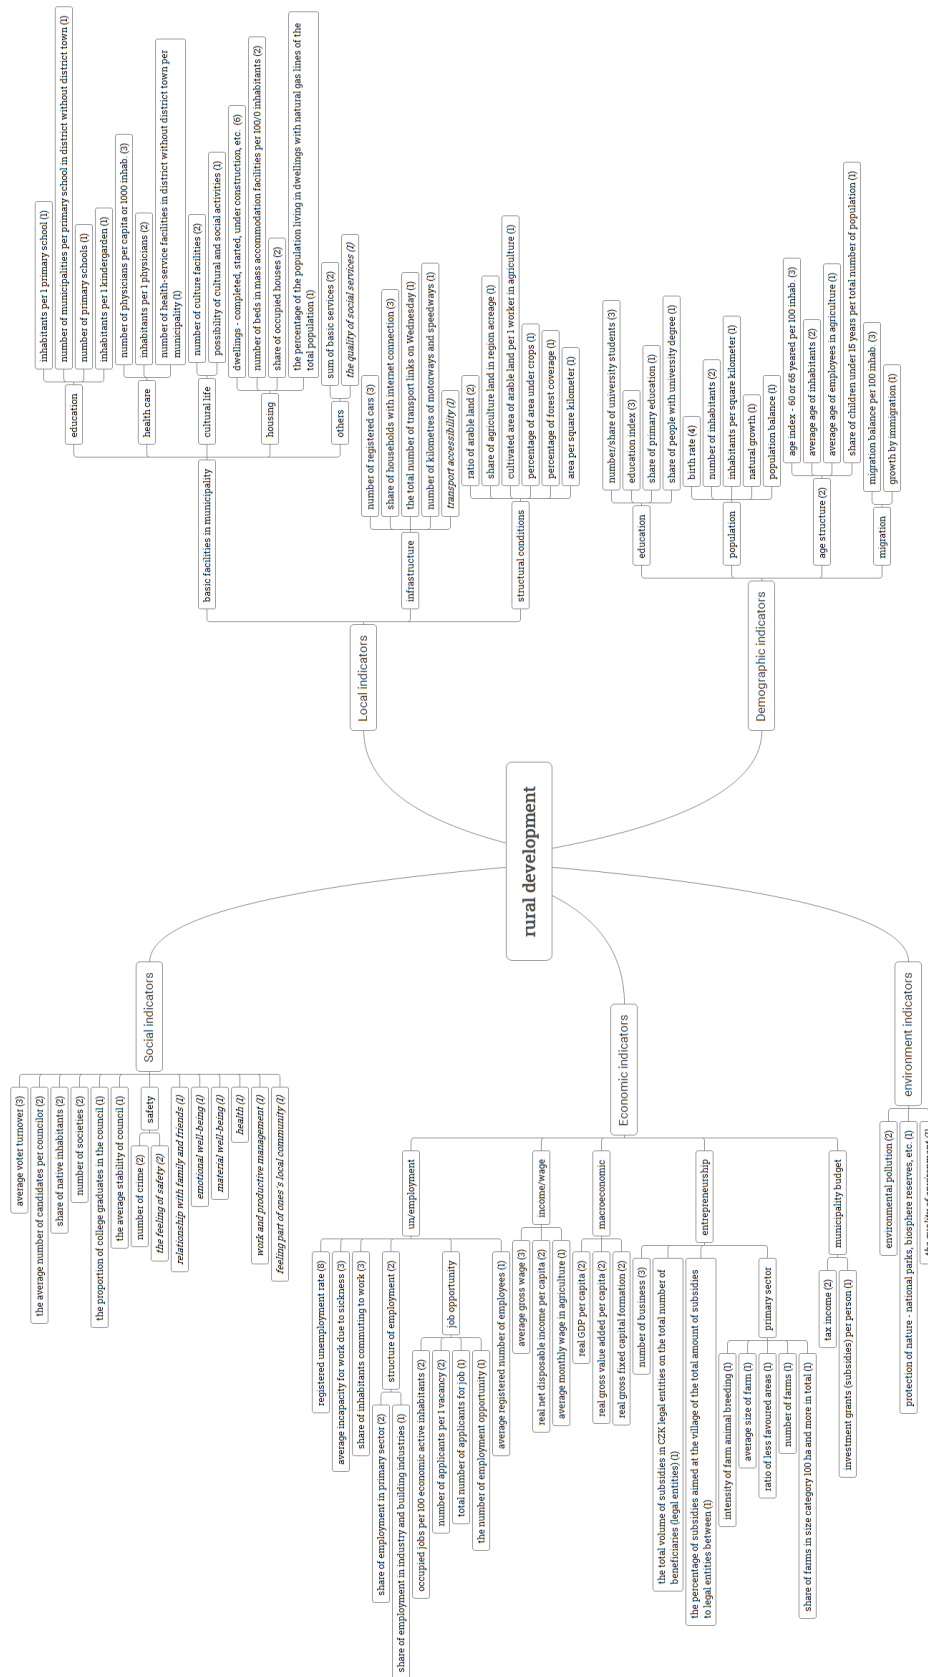 rural development
Local indicators
basic facilities in municipality
education
inhabitants per 1 primary school (1)
number of municipalities per primary school in district without district town (1)
number of primary schools (1)
inhabitants per 1 kindergarden (1)
health care
number of physicians per capita or 1000 inhab. (3)
inhabitants per 1 physicians (2)
number of health-service facilities in district without district town per
municipality (1)
cultural life
number of culture facilities (2)
possibility of cultural and social activities (1)
housing
dwellings - completed, started, under construction, etc. (6)
number of beds in mass accommodation facilities per 100/0 inhabitants (2)
share of occupied houses (2)
the percentage of the population living in dwellings with natural gas lines of the
total population (1)
others
sum of basic services (2)
the quality of social services (1)
infrastructure
number of registered cars (3)
share of households with internet connection (3)
the total number of transport links on Wednesday (1)
number of kilometres of motorways and speedways (1)
transport accessibility (1)
structural conditions
ratio of arable land (2)
share of agriculture land in region acreage (1)
cultivated area of arable land per 1 worker in agriculture (1)
percentage of area under crops (1)
percentage of forest coverage (1)
area per square kilometer (1)
Demographic indicators
education
number/share of university students (3)
education index (3)
share of primary education (1)
share of people with university degree (1)
population
birth rate (4)
number of inhabitants (2)
inhabitants per square kilometer (1)
natural growth (1)
population balance (1)
age structure (2)
age index - 60 or 65 yeared per 100 inhab. (3)
average age of inhabitants (2)
average age of employees in agriculture (1)
share of children under 15 years per total number of population (1)
migration
migration balance per 100 inhab. (3)
growth by immigration (1)
Social indicators
average voter turnover (3)
the average number of candidates per councilor (2)
share of native inhabitants (2)
number of societies (2)
the proportion of college graduates in the council (1)
the average stability of council (1)
safety
number of crime (2)
the feeling of safety (2)
relationship with family and friends (1)
emotional well-being (1)
material well-being (1)
health (1)
work and productive management (1)
feeling part of ones's local community (1)
Economic indicators
un/employment
registered unemployment rate (8)
average incapacity for work due to sickness (3)
share of inhabitants commuting to work (3)
structure of employment (2)
share of employment in primary sector (2)
share of employment in industry and building industries (1)
job opportunity
occupied jobs per 100 economic active inhabitants (2)
number of applicants per 1 vacancy (2)
total number of applicants for job (1)
the number of employment opportunity (1)
average registered number of employees (1)
income/wage
average gross wage (3)
real net disposable income per capita (2)
average monthly wage in agriculture (1)
macroeconomic
real GDP per capita (2)
real gross value added per capita (2)
real gross fixed capital formation (2)
entrepreneurship
number of business (3)
the total volume of subsidies in CZK legal entities on the total number of
beneficiaries (legal entities) (1)
the percentage of subsidies aimed at the village of the total amount of subsidies
to legal entities between (1)
primary sector
intensity of farm animal breeding (1)
average size of farm (1)
ratio of less favoured areas (1)
number of farms (1)
share of farms in size category 100 ha and more in total (1)
municipality budget
tax income (2)
investment grants (subsidies) per person (1)
environment indicators
environmental pollution (2)
protection of nature - national parks, biosphere reserves, etc. (1)